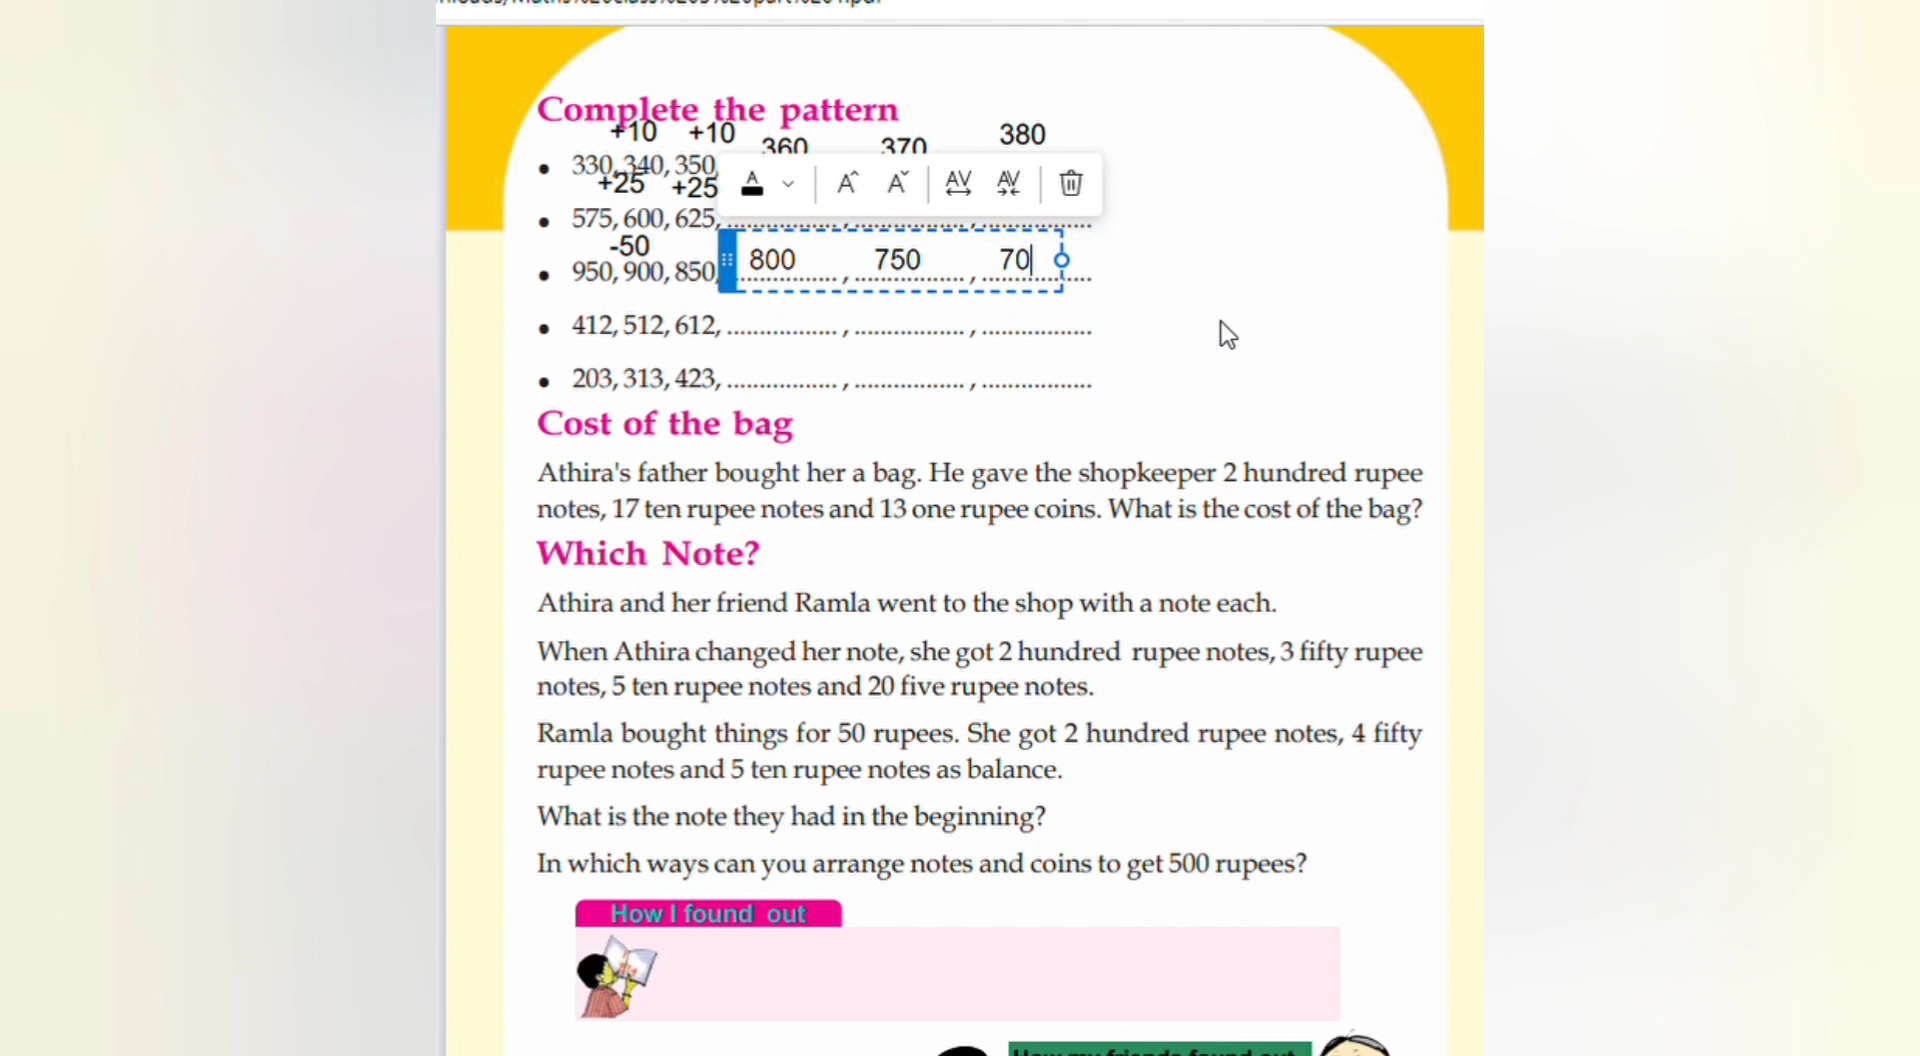 Complete the pattern
+10 +10 360 370 380
330, 340, 350,
+25 +25
575, 600, 625, ................. , ................. , .................
-50 800 750 70
950, 900, 850, ................. , ................. , .................
412, 512, 612, ................. , ................. , .................
203, 313, 423, ................. , ................. , .................
Cost of the bag
Athira's father bought her a bag. He gave the shopkeeper 2 hundred rupee
notes, 17 ten rupee notes and 13 one rupee coins. What is the cost of the bag?
Which Note?
Athira and her friend Ramla went to the shop with a note each.
When Athira changed her note, she got 2 hundred rupee notes, 3 fifty rupee
notes, 5 ten rupee notes and 20 five rupee notes.
Ramla bought things for 50 rupees. She got 2 hundred rupee notes, 4 fifty
rupee notes and 5 ten rupee notes as balance.
What is the note they had in the beginning?
In which ways can you arrange notes and coins to get 500 rupees?
How I found out
How my friends found out